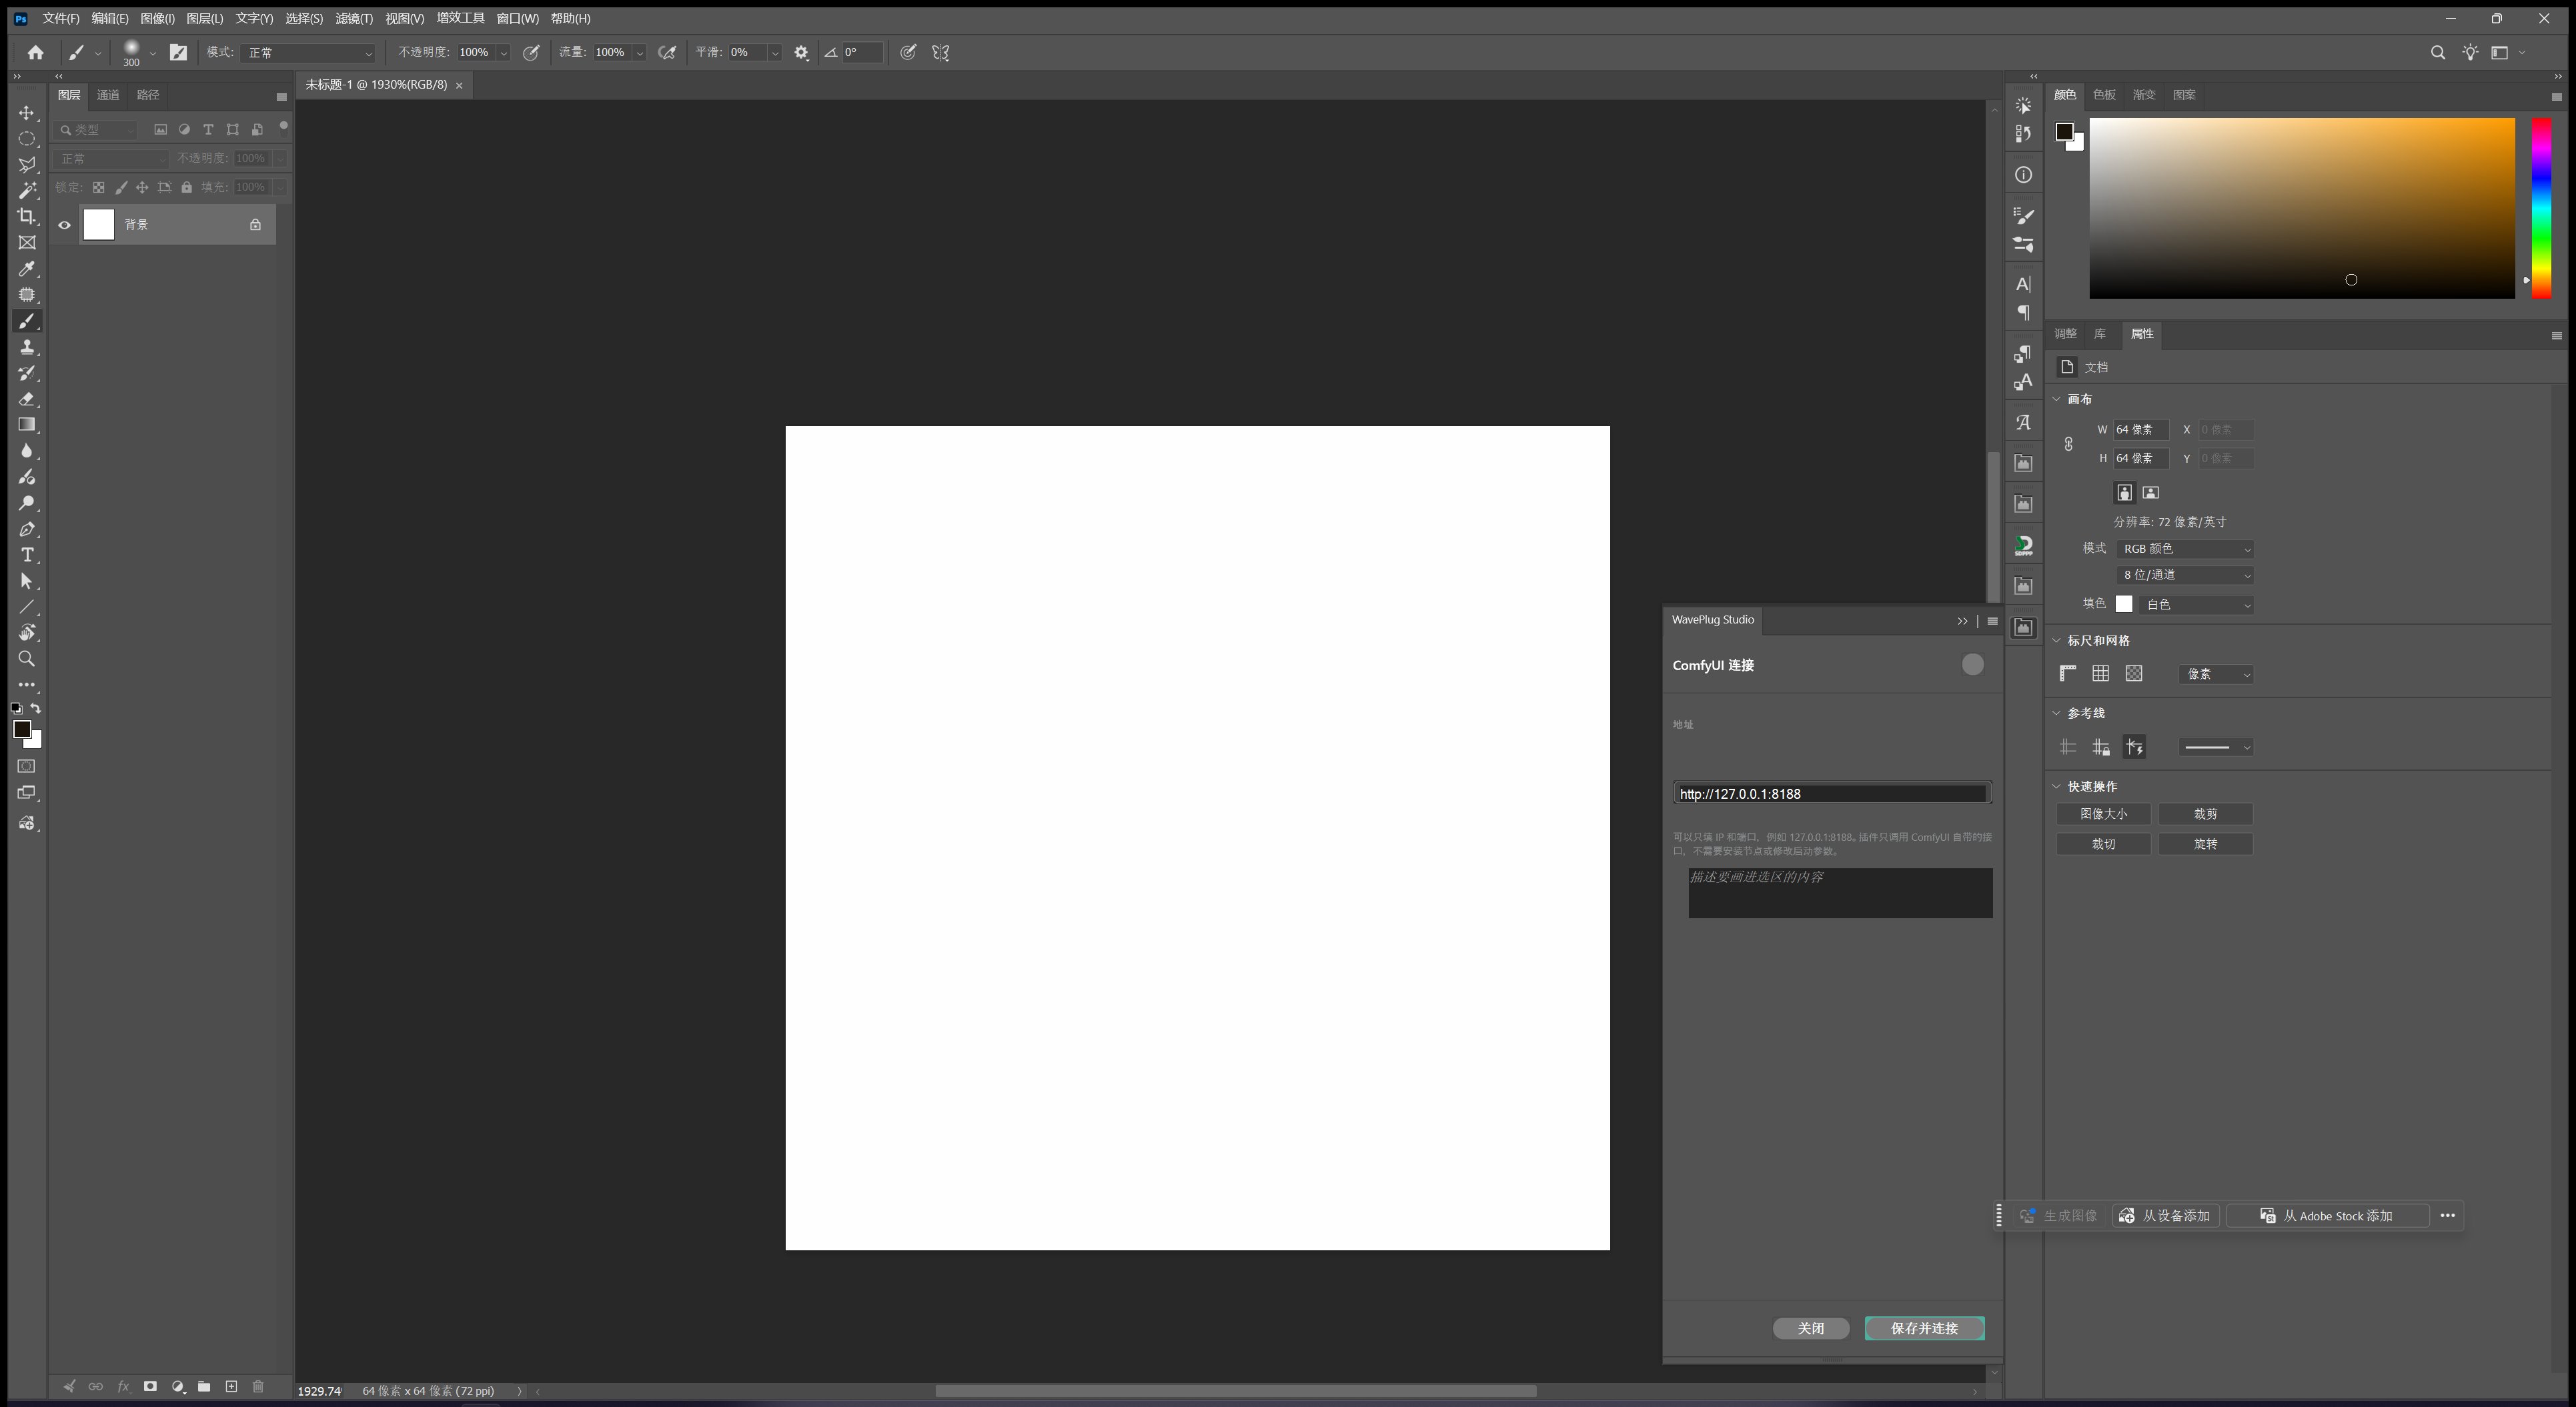 Ps 文件(F) 编辑(E) 图像(I) 图层(L) 文字(Y) 选择(S) 滤镜(T) 视图(V) 增效工具 窗口(W) 帮助(H)
300 模式: 正常 不透明度: 100% 流量: 100% 平滑: 0% 0°
图层 通道 路径
未标题-1 @ 1930%(RGB/8)
颜色 色板 渐变 图案
类型
正常 不透明度: 100%
锁定: 填充: 100%
背景
调整 库 属性
文档
画布
W 64 像素 X 0 像素
H 64 像素 Y 0 像素
分辨率: 72 像素/英寸
模式 RGB 颜色
8 位/通道
填色 白色
标尺和网格
像素
参考线
快速操作
图像大小 裁剪
裁切 旋转
SDPPP
WavePlug Studio
ComfyUI 连接
地址
http://127.0.0.1:8188
可以只填 IP 和端口，例如 127.0.0.1:8188。插件只调用 ComfyUI 自带的接
口，不需要安装节点或修改启动参数。
描述要画进选区的内容
生成图像 从设备添加 从 Adobe Stock 添加
关闭 保存并连接
1929.74 64 像素 x 64 像素 (72 ppi)